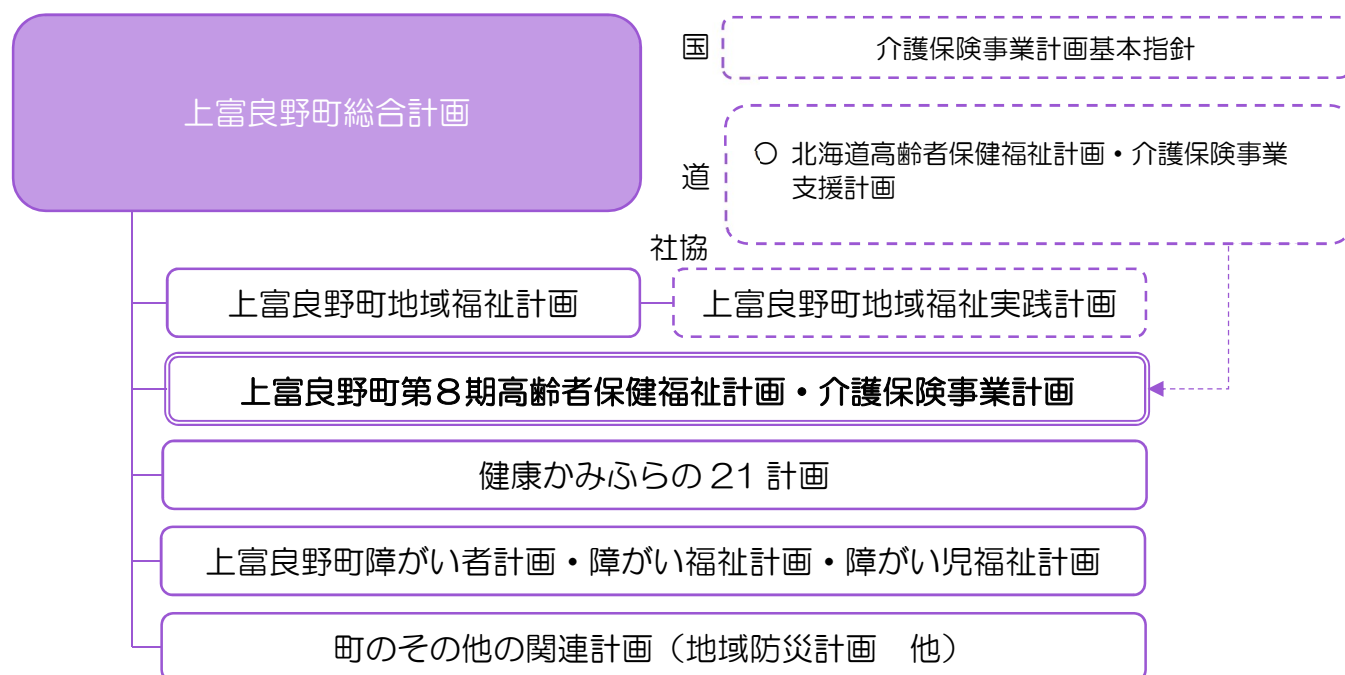 上富良野町総合計画
国
介護保険事業計画基本指針
道
○ 北海道高齢者保健福祉計画・介護保険事業
支援計画
社協
上富良野町地域福祉計画
上富良野町地域福祉実践計画
上富良野町第８期高齢者保健福祉計画・介護保険事業計画
健康かみふらの 21 計画
上富良野町障がい者計画・障がい福祉計画・障がい児福祉計画
町のその他の関連計画（地域防災計画　他）